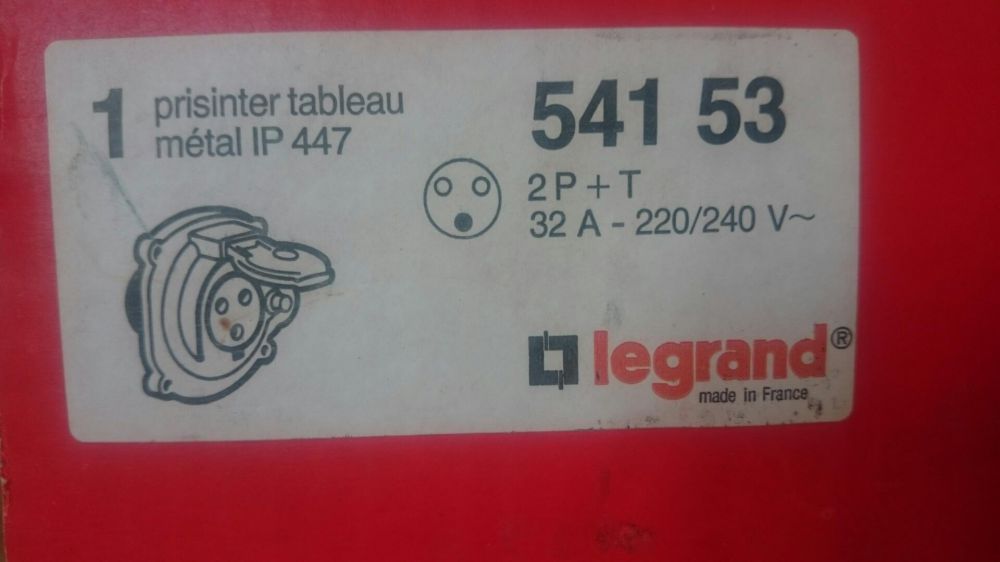 1 prisinter tableau
métal IP 447
541 53
2 P + T
32 A - 220/240 V~
legrand®
made in France